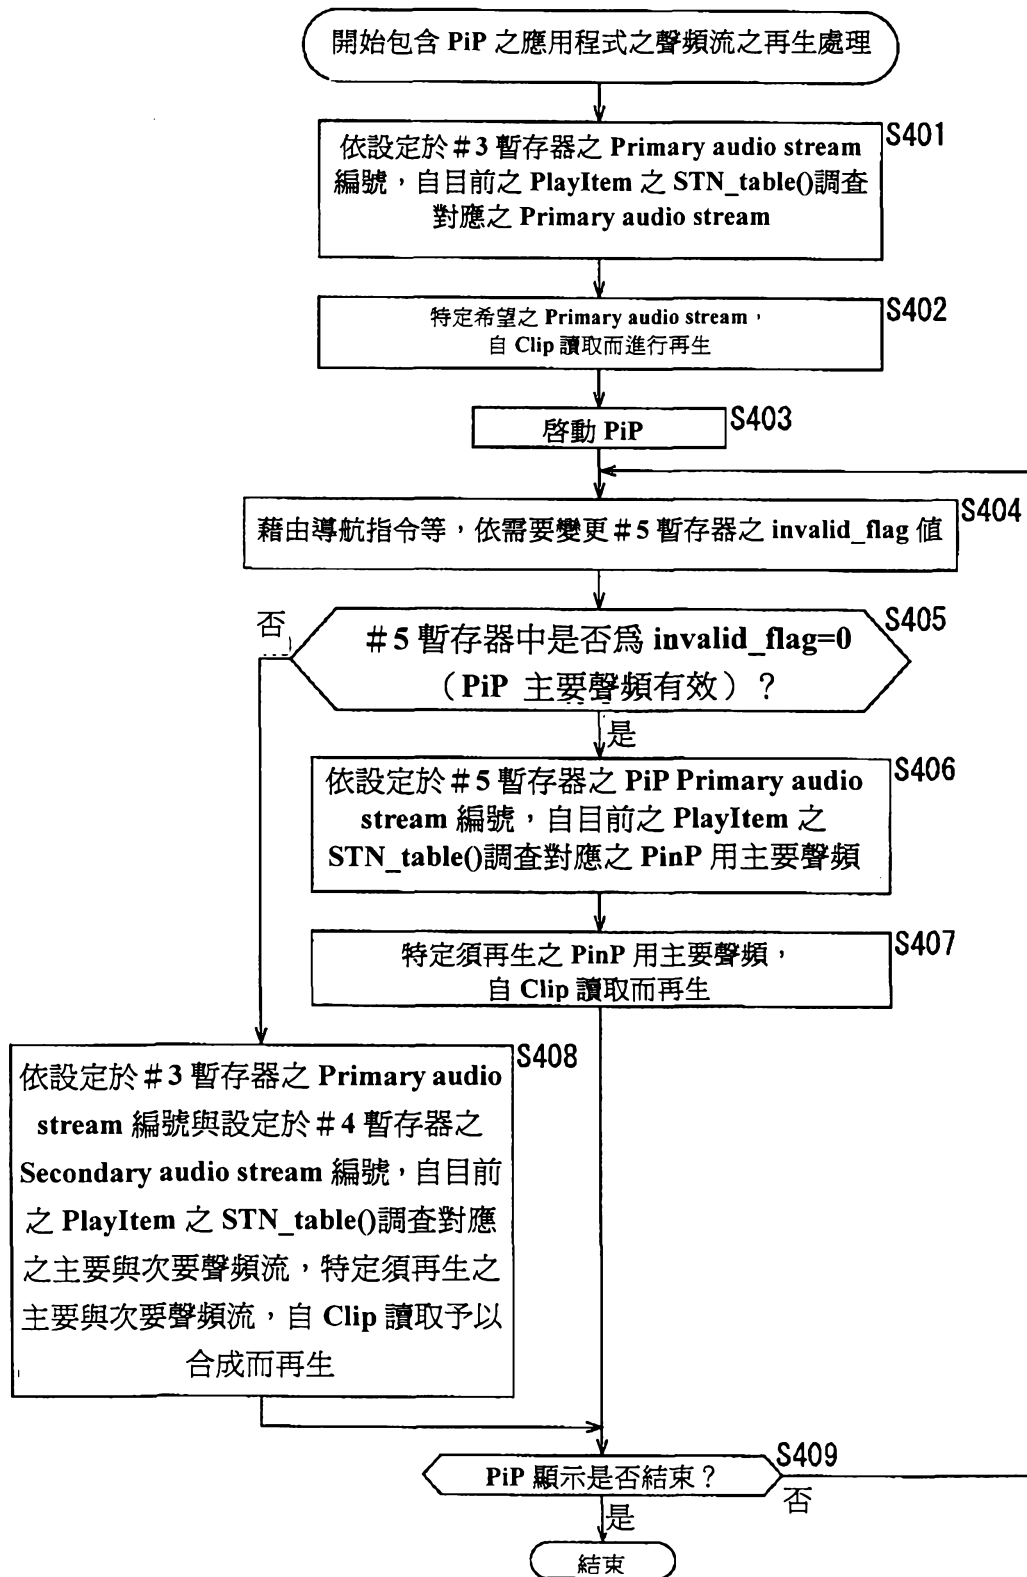 開始包含 PiP 之應用程式之聲頻流之再生處理
S401
依設定於＃3 暫存器之 Primary audio stream
編號，自目前之 PlayItem 之 STN_table()調查
對應之 Primary audio stream
S402
特定希望之 Primary audio stream，
自 Clip 讀取而進行再生
S403
啓動 PiP
S404
藉由導航指令等，依需要變更＃5 暫存器之 invalid_flag 值
S405
否
＃5 暫存器中是否爲 invalid_flag=0
（PiP 主要聲頻有效）？
是
S406
依設定於＃5 暫存器之 PiP Primary audio
stream 編號，自目前之 PlayItem 之
STN_table()調查對應之 PinP 用主要聲頻
S407
特定須再生之 PinP 用主要聲頻，
自 Clip 讀取而再生
S408
依設定於＃3 暫存器之 Primary audio
stream 編號與設定於＃4 暫存器之
Secondary audio stream 編號，自目前
之 PlayItem 之 STN_table()調查對應
之主要與次要聲頻流，特定須再生之
主要與次要聲頻流，自 Clip 讀取予以
合成而再生
S409
PiP 顯示是否結束？
否
是
結束